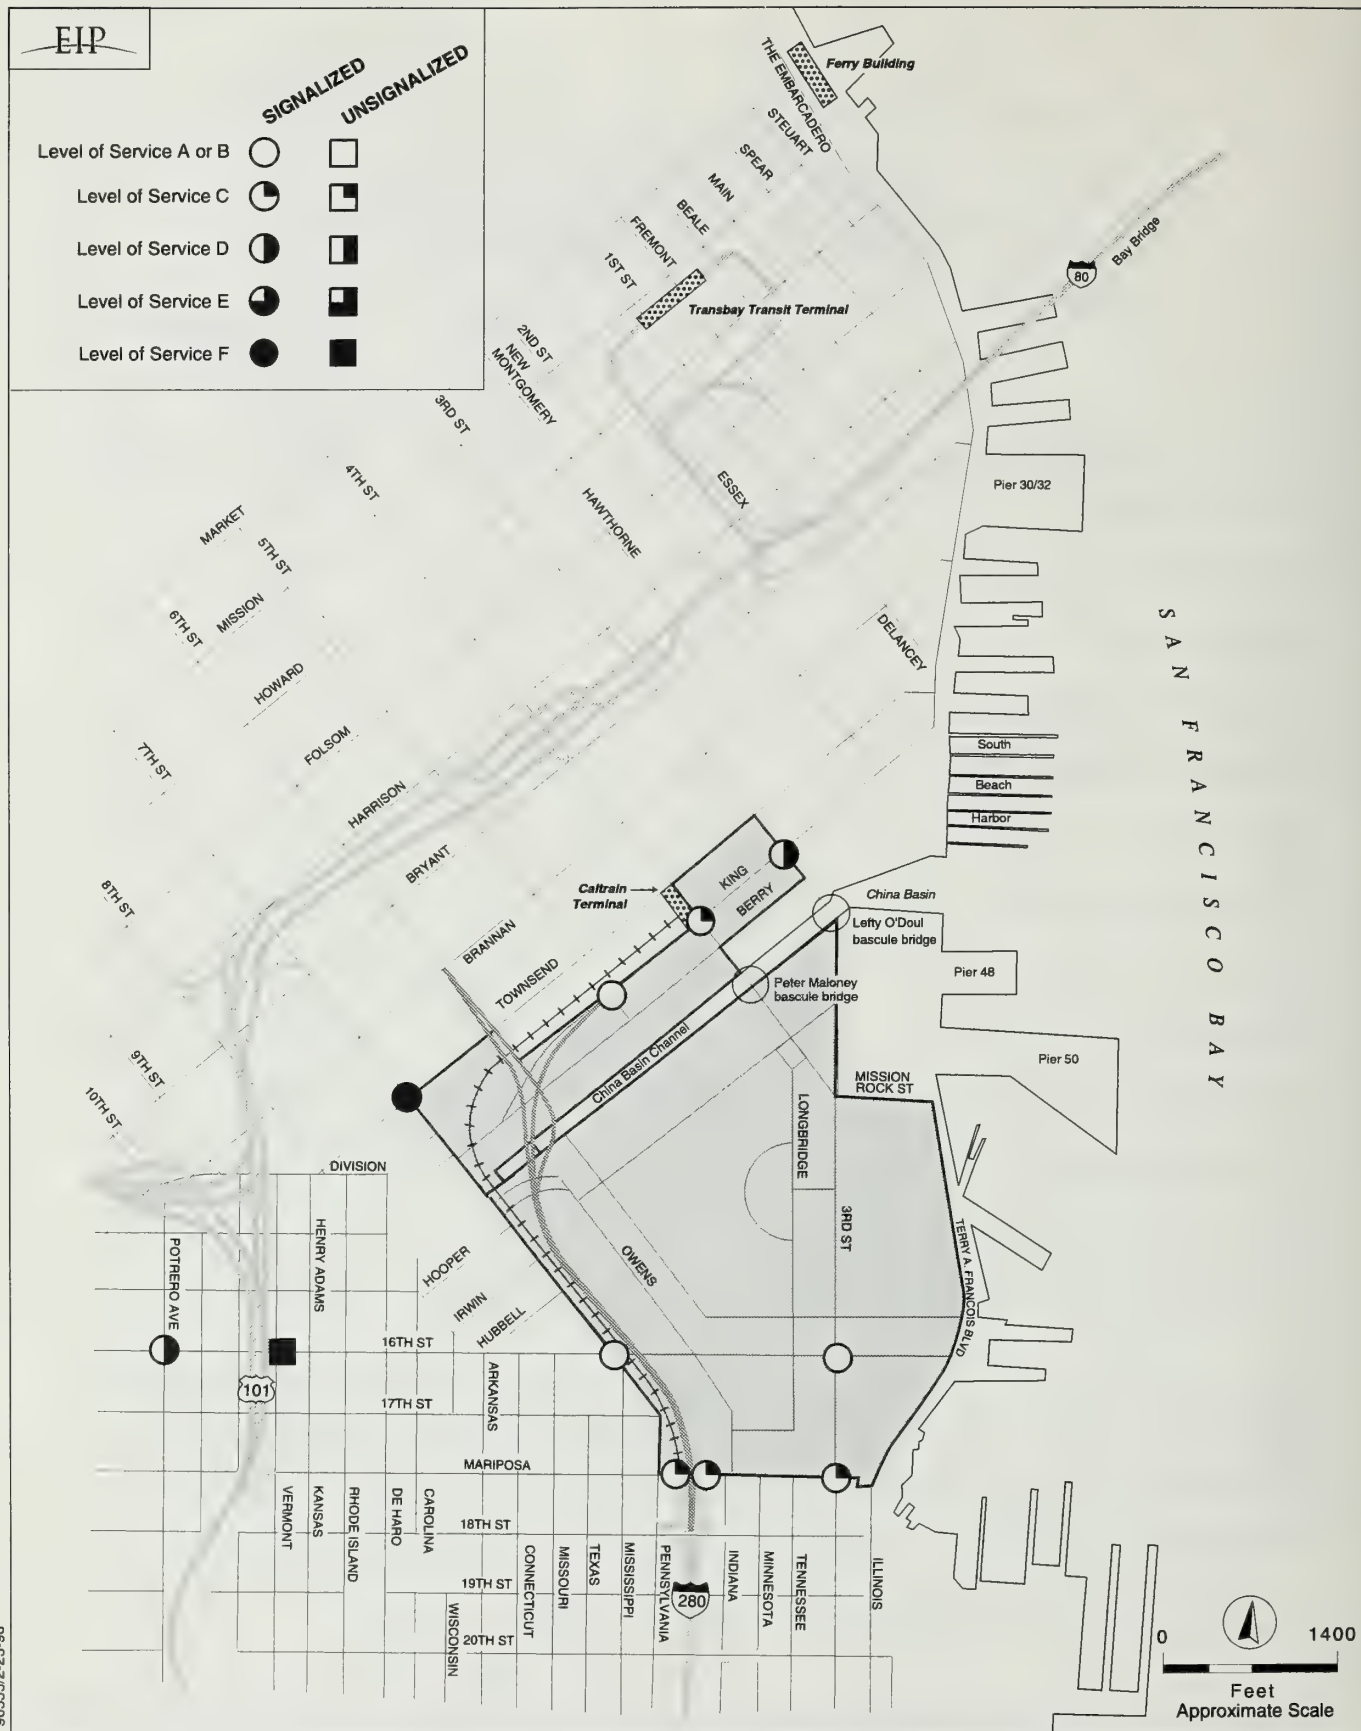 EIP
SIGNALIZED
UNSIGNALIZED
Level of Service A or B
Level of Service C
Level of Service D
Level of Service E
Level of Service F
Ferry Building
THE EMBARCADERO
STEUART
SPEAR
MAIN
BEALE
FREMONT
1ST ST
Transbay Transit Terminal
80
Bay Bridge
2ND ST
NEW
MONTGOMERY
3RD ST
4TH ST
ESSEX
HAWTHORNE
MARKET
5TH ST
MISSION
6TH ST
HOWARD
FOLSOM
7TH ST
HARRISON
BRYANT
8TH ST
Pier 30/32
DELANCEY
South
Beach
Harbor
SAN FRANCISCO BAY
Caltrain
Terminal
KING
BERRY
China Basin
Lefty O'Doul
bascule bridge
BRANNAN
TOWNSEND
Peter Maloney
bascule bridge
Pier 48
China Basin Channel
Pier 50
9TH ST
10TH ST
MISSION
ROCK ST
LONGBRIDGE
DIVISION
3RD ST
TERRY A. FRANCOIS BLVD
POTRERO AVE
HENRY ADAMS
HOOPER
IRWIN
HUBBELL
OWENS
16TH ST
101
17TH ST
ARKANSAS
MARIPOSA
VERMONT
KANSAS
RHODE ISLAND
DE HARO
CAROLINA
18TH ST
CONNECTICUT
MISSOURI
TEXAS
MISSISSIPPI
PENNSYLVANIA
INDIANA
MINNESOTA
TENNESSEE
ILLINOIS
19TH ST
280
WISCONSIN
20TH ST
0 1400
Feet
Approximate Scale